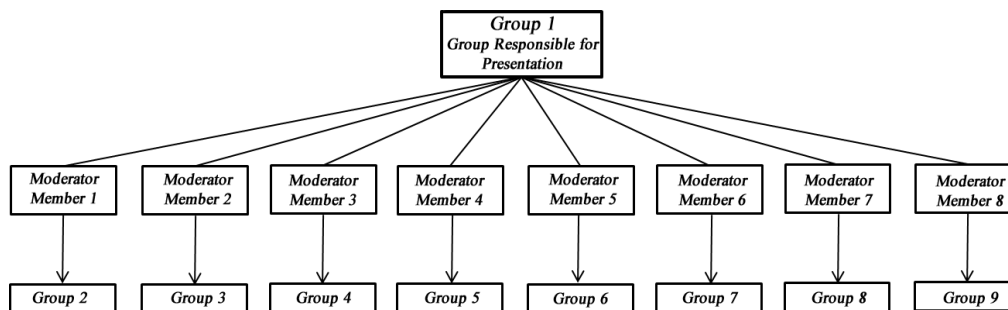 Group 1
Group Responsible for
Presentation
Moderator
Member 1
Moderator
Member 2
Moderator
Member 3
Moderator
Member 4
Moderator
Member 5
Moderator
Member 6
Moderator
Member 7
Moderator
Member 8
Group 2
Group 3
Group 4
Group 5
Group 6
Group 7
Group 8
Group 9